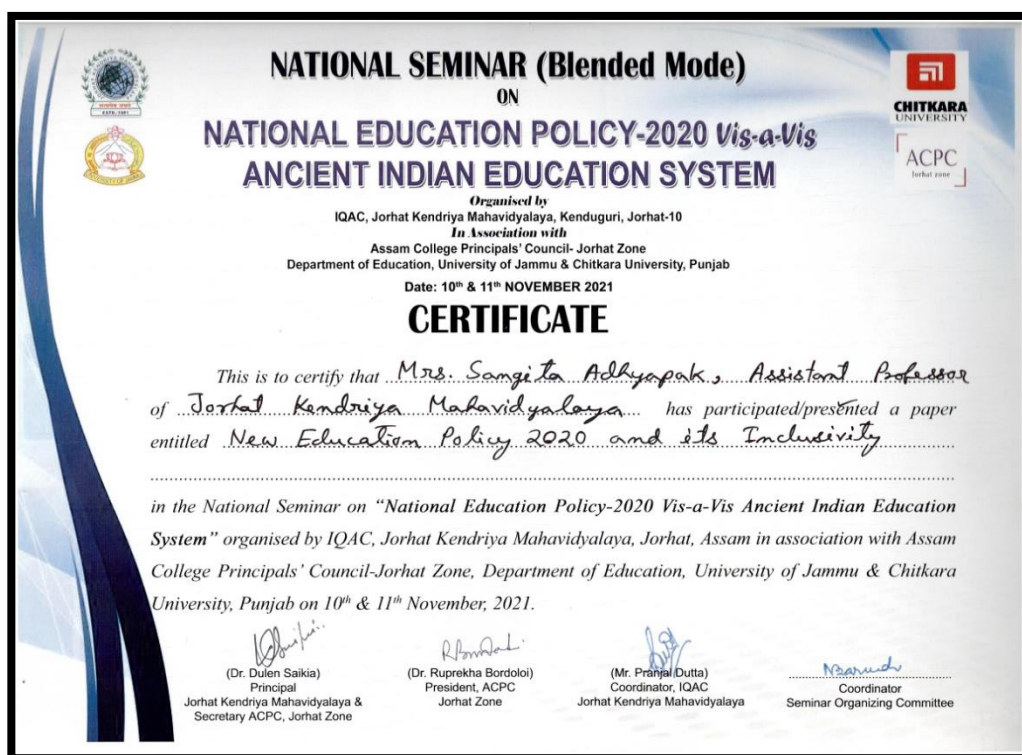 NATIONAL SEMINAR (Blended Mode)
ON
NATIONAL EDUCATION POLICY-2020 Vis-a-Vis
ANCIENT INDIAN EDUCATION SYSTEM
CHITKARA
UNIVERSITY
ACPC
Jorhat zone
Organised by
IQAC, Jorhat Kendriya Mahavidyalaya, Kenduguri, Jorhat-10
In Association with
Assam College Principals' Council- Jorhat Zone
Department of Education, University of Jammu & Chitkara University, Punjab
Date: 10th & 11th NOVEMBER 2021
CERTIFICATE
This is to certify that Mrs. Sangita Adhyapak, Assistant Professor
of Jorhat Kendriya Mahavidyalaya has participated/presented a paper
entitled New Education Policy 2020 and its Inclusivity
in the National Seminar on "National Education Policy-2020 Vis-a-Vis Ancient Indian Education
System" organised by IQAC, Jorhat Kendriya Mahavidyalaya, Jorhat, Assam in association with Assam
College Principals' Council-Jorhat Zone, Department of Education, University of Jammu & Chitkara
University, Punjab on 10th & 11th November, 2021.
(Dr. Dulen Saikia)
Principal
Jorhat Kendriya Mahavidyalaya &
Secretary ACPC, Jorhat Zone
(Dr. Ruprekha Bordoloi)
President, ACPC
Jorhat Zone
(Mr. Pranjal Dutta)
Coordinator, IQAC
Jorhat Kendriya Mahavidyalaya
Coordinator
Seminar Organizing Committee